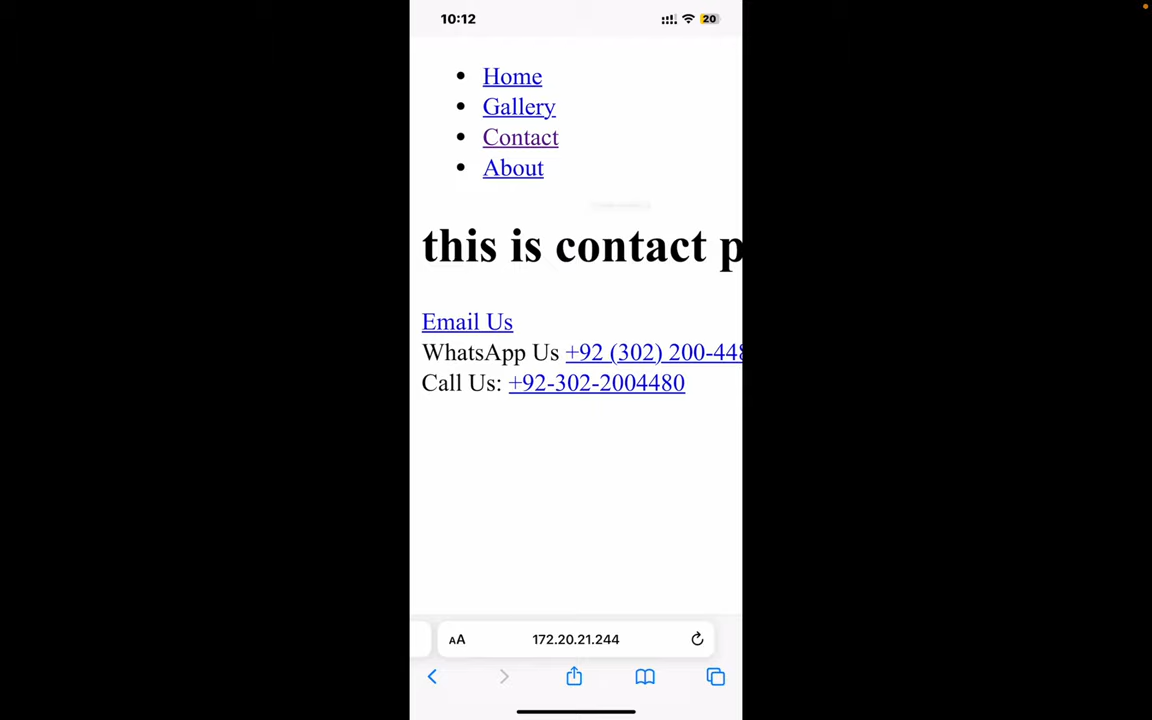 10:12
20
Home
Gallery
Contact
About
this is contact p
Email Us
WhatsApp Us +92 (302) 200-448
Call Us: +92-302-2004480
AA 172.20.21.244